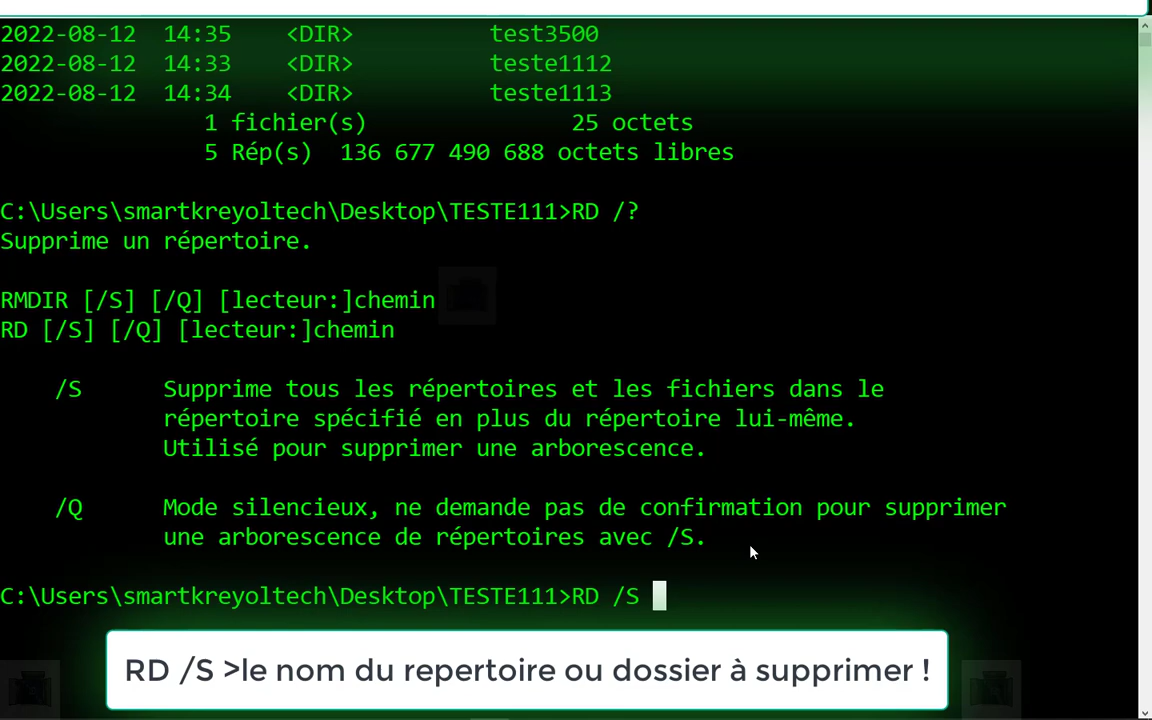 2022-08-12  14:35    <DIR>          test3500
2022-08-12  14:33    <DIR>          teste1112
2022-08-12  14:34    <DIR>          teste1113
1 fichier(s)               25 octets
5 Rép(s)  136 677 490 688 octets libres
C:\Users\smartkreyoltech\Desktop\TESTE111>RD /?
Supprime un répertoire.
RMDIR [/S] [/Q] [lecteur:]chemin
RD [/S] [/Q] [lecteur:]chemin
/S      Supprime tous les répertoires et les fichiers dans le
répertoire spécifié en plus du répertoire lui-même.
Utilisé pour supprimer une arborescence.
/Q      Mode silencieux, ne demande pas de confirmation pour supprimer
une arborescence de répertoires avec /S.
C:\Users\smartkreyoltech\Desktop\TESTE111>RD /S
RD /S >le nom du repertoire ou dossier à supprimer !